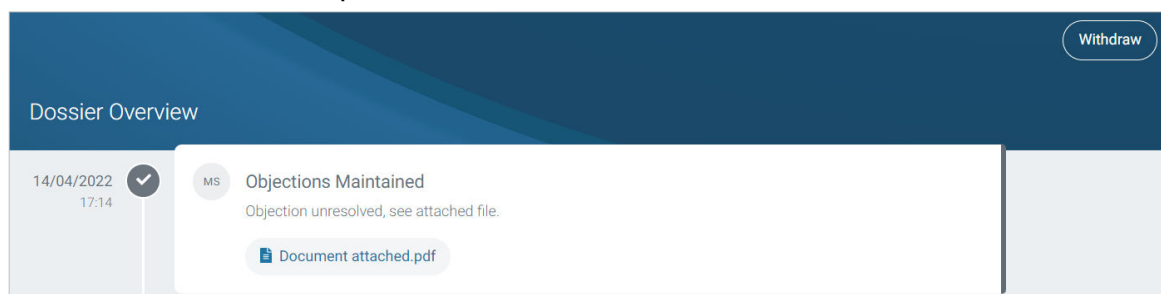 Withdraw
Dossier Overview
14/04/2022
17:14
MS
Objections Maintained
Objection unresolved, see attached file.
Document attached.pdf